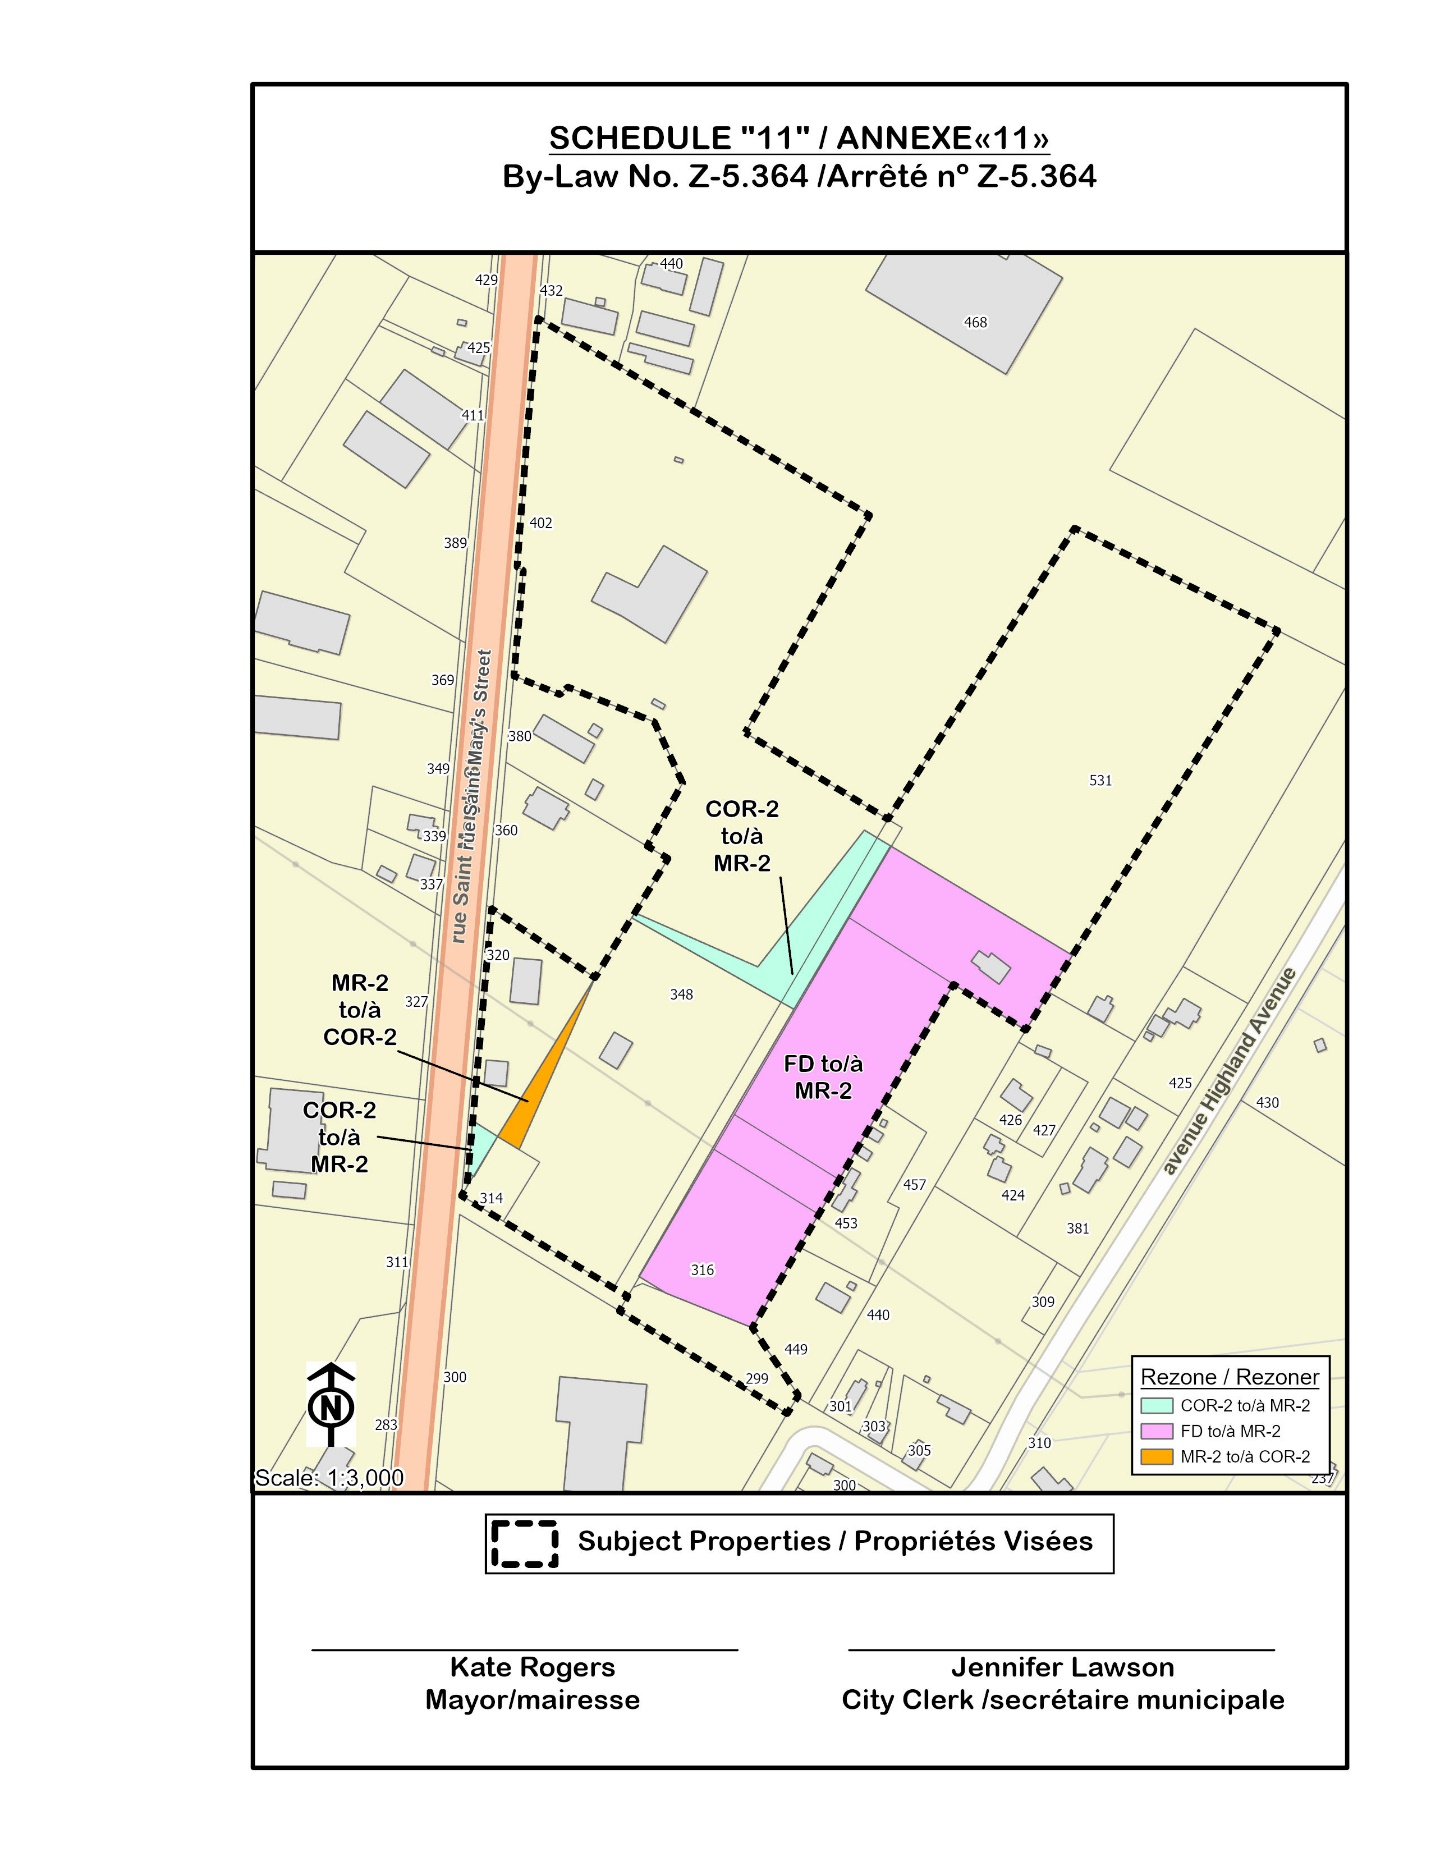 SCHEDULE "11" / ANNEXE«11»
By-Law No. Z-5.364 /Arrêté nº Z-5.364
440
429
432
468
425
411
402
389
369
380
349
531
COR-2
to/à
MR-2
339
360
337
rue Saint Mary's Street
320
MR-2
to/à
COR-2
327
348
FD to/à
MR-2
avenue Highland Avenue
425
430
COR-2
to/à
MR-2
426
427
457
424
314
453
381
311
316
309
440
449
300
299
301
303
305
310
283
300
237
N
Scale: 1:3,000
Rezone / Rezoner
COR-2 to/à MR-2
FD to/à MR-2
MR-2 to/à COR-2
Subject Properties / Propriétés Visées
Kate Rogers
Mayor/mairesse
Jennifer Lawson
City Clerk /secrétaire municipale